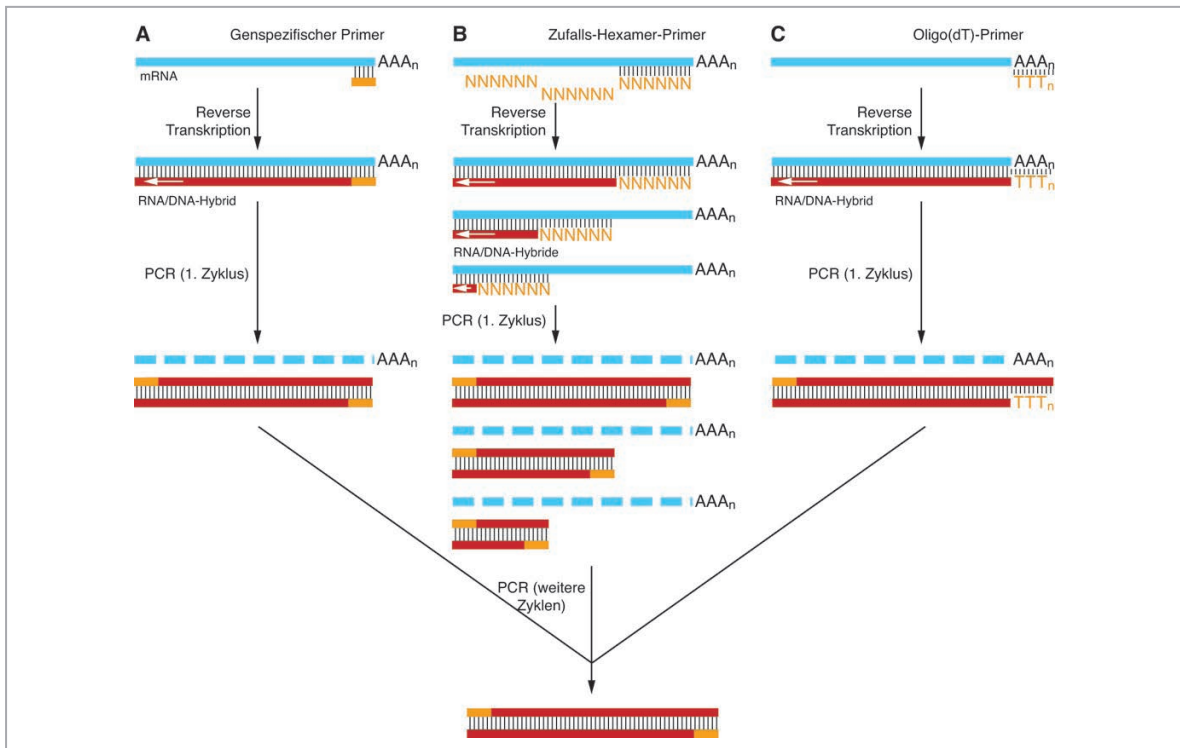 A Genspezifischer Primer
B Zufalls-Hexamer-Primer
C Oligo(dT)-Primer
AAAn
mRNA
Reverse
Transkription
AAAn
RNA/DNA-Hybrid
PCR (1. Zyklus)
AAAn
AAAn
NNNNNN
NNNNNN
NNNNNN
Reverse
Transkription
AAAn
NNNNNN
AAAn
NNNNNN
RNA/DNA-Hybride
AAAn
NNNNNN
PCR (1. Zyklus)
AAAn
AAAn
AAAn
PCR (weitere
Zyklen)
AAAn
TTTn
Reverse
Transkription
AAAn
TTTn
RNA/DNA-Hybrid
PCR (1. Zyklus)
AAAn
TTTn